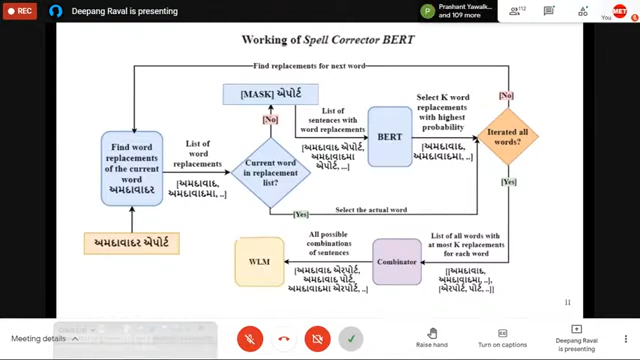 REC
Deepang Raval is presenting
P
Prashant Yawalk...
and 109 more
112
You
MET
Working of Spell Corrector BERT
Find replacements for next word
[MASK] એપોર્ટ
[No]
List of
sentences with
word replacements
BERT
Select K word
replacements
with highest
probability
[No]
Find word
replacements
of the current
word
અમદાવાદર
List of
word
replacements
[અમદાવાદ,
અમદાવાદમા, ..]
Current word
in replacement
list?
[અમદાવાદ એપોર્ટ,
અમદાવાદમા
એપોર્ટ, ..]
[અમદાવાદ,
અમદાવાદમા, ..]
Iterated all
words?
[Yes]
Select the actual word
[Yes]
અમદાવાદર એપોર્ટ
WLM
All possible
combinations
of sentences
[અમદાવાદ એરપોર્ટ,
અમદાવાદ પોર્ટ,
અમદાવાદમા એરપોર્ટ, ..]
Combinator
List of all words with
at most K replacements
for each word
[[અમદાવાદ,
અમદાવાદમા, ..],
[એરપોર્ટ, પોર્ટ, ..]]
11
Meeting details
Raise hand
Turn on captions
Deepang Raval
is presenting